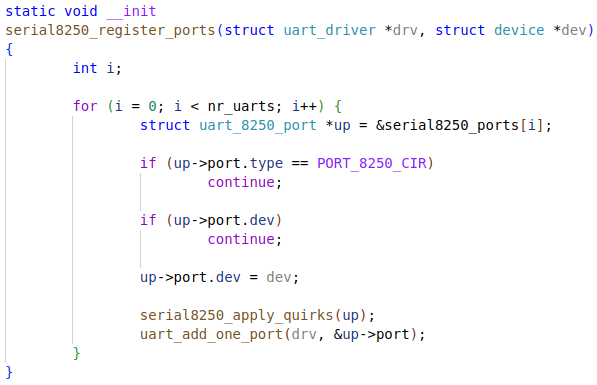 static void __init
serial8250_register_ports(struct uart_driver *drv, struct device *dev)
{
        int i;

        for (i = 0; i < nr_uarts; i++) {
                struct uart_8250_port *up = &serial8250_ports[i];

                if (up->port.type == PORT_8250_CIR)
                        continue;

                if (up->port.dev)
                        continue;

                up->port.dev = dev;

                serial8250_apply_quirks(up);
                uart_add_one_port(drv, &up->port);
        }
}